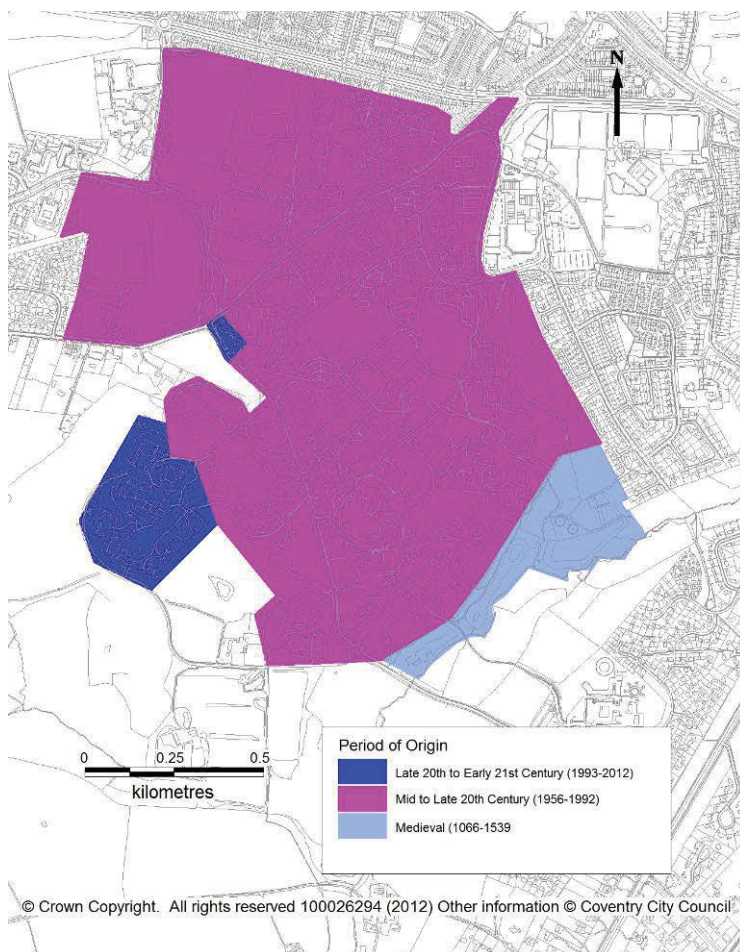 N
0 0.25 0.5
kilometres
Period of Origin
Late 20th to Early 21st Century (1993-2012)
Mid to Late 20th Century (1956-1992)
Medieval (1066-1539
© Crown Copyright. All rights reserved 100026294 (2012) Other information © Coventry City Council